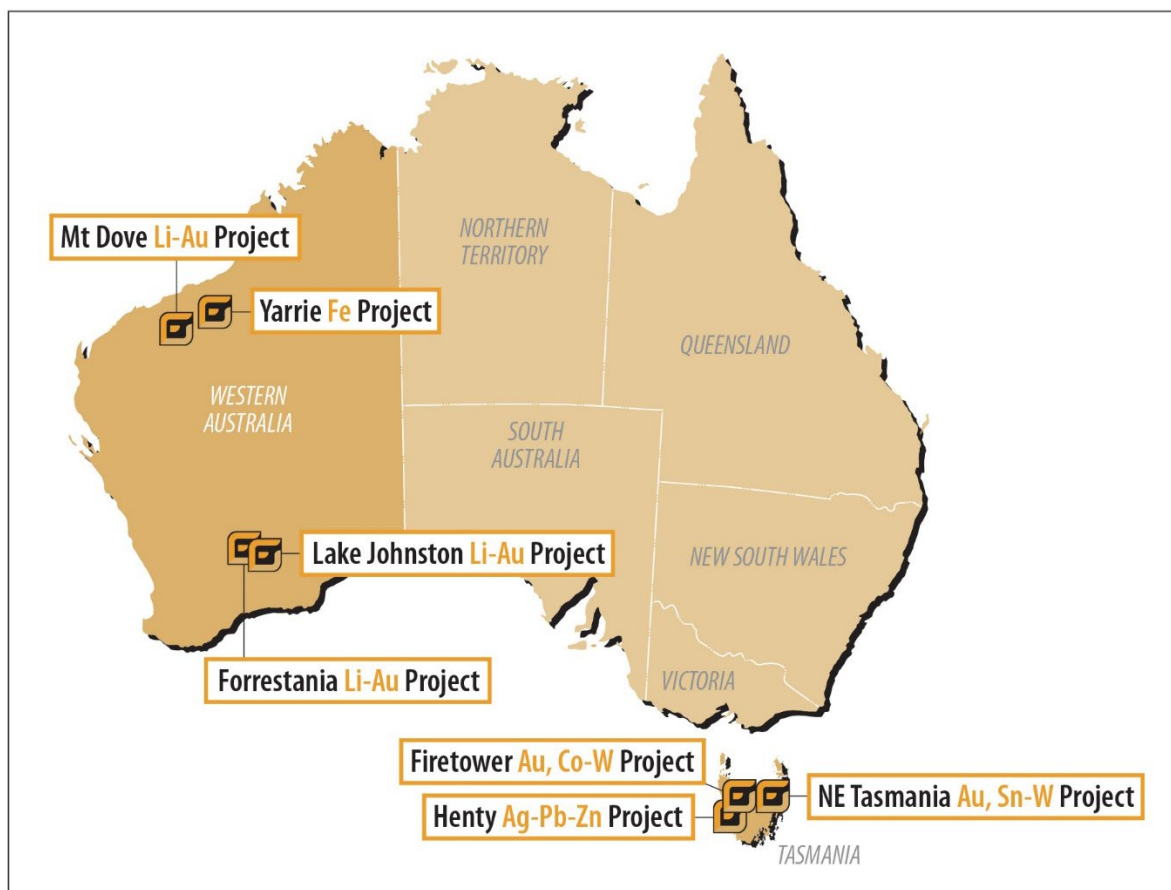 NORTHERN
TERRITORY
Mt Dove Li-Au Project
Yarrie Fe Project
QUEENSLAND
WESTERN
AUSTRALIA
SOUTH
AUSTRALIA
Lake Johnston Li-Au Project
NEW SOUTH WALES
Forrestania Li-Au Project
VICTORIA
Firetower Au, Co-W Project
NE Tasmania Au, Sn-W Project
Henty Ag-Pb-Zn Project
TASMANIA